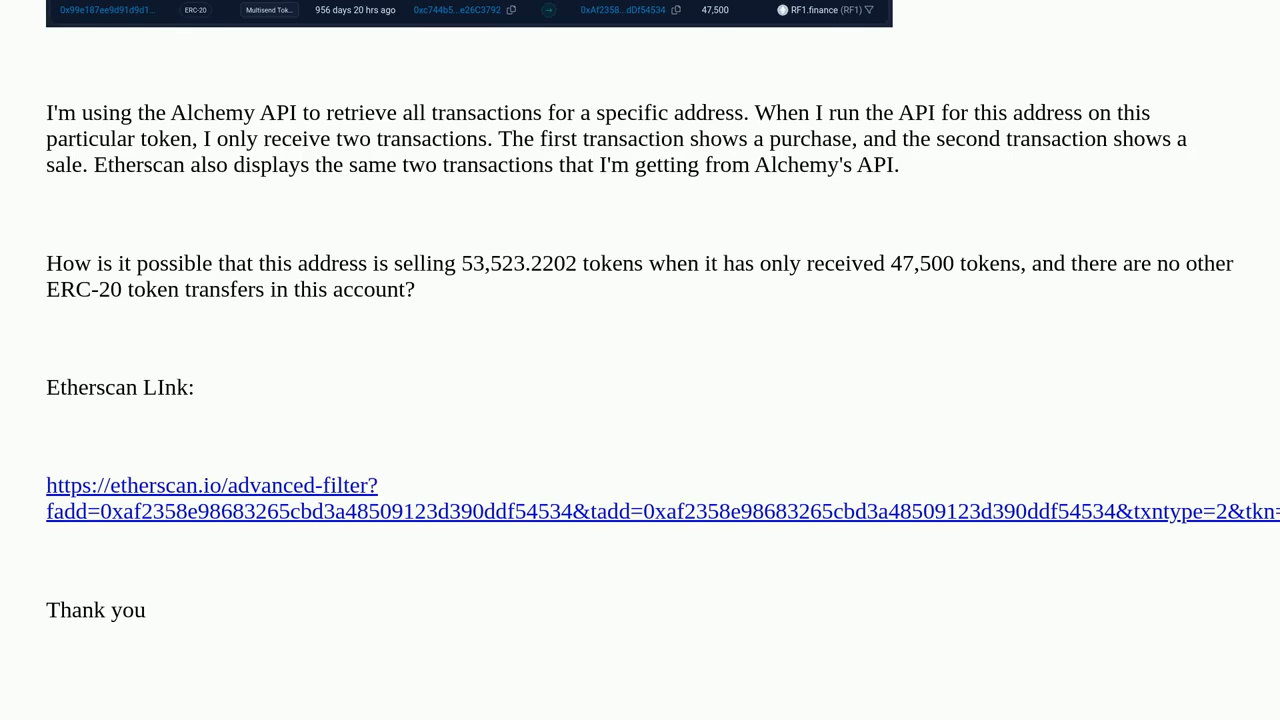 0x99e187ee9d91d9d1... ERC-20 Multisend Tok... 956 days 20 hrs ago 0xc744b5...e26C3792 0xAf2358...dDf54534 47,500 RF1.finance (RF1)
I'm using the Alchemy API to retrieve all transactions for a specific address. When I run the API for this address on this
particular token, I only receive two transactions. The first transaction shows a purchase, and the second transaction shows a
sale. Etherscan also displays the same two transactions that I'm getting from Alchemy's API.
How is it possible that this address is selling 53,523.2202 tokens when it has only received 47,500 tokens, and there are no other
ERC-20 token transfers in this account?
Etherscan LInk:
https://etherscan.io/advanced-filter?
fadd=0xaf2358e98683265cbd3a48509123d390ddf54534&tadd=0xaf2358e98683265cbd3a48509123d390ddf54534&txntype=2&tkn=
Thank you